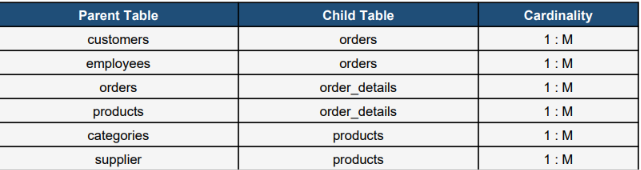 Parent Table Child Table Cardinality
customers orders 1 : M
employees orders 1 : M
orders order_details 1 : M
products order_details 1 : M
categories products 1 : M
supplier products 1 : M